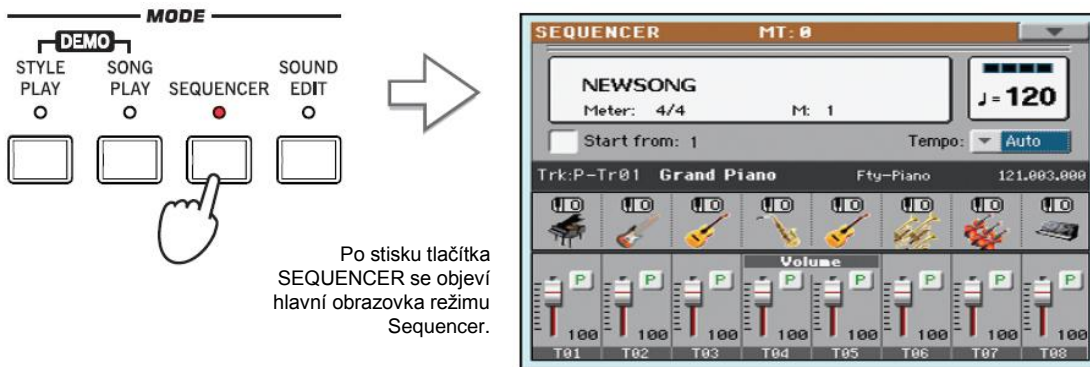 MODE
DEMO
STYLE PLAY
SONG PLAY
SEQUENCER
SOUND EDIT
Po stisku tlačítka
SEQUENCER se objeví
hlavní obrazovka režimu
Sequencer.
SEQUENCER MT: 0
NEWSONG
Meter: 4/4 M: 1
♩ = 120
Start from: 1 Tempo: Auto
Trk:P-Tr01 Grand Piano Fty-Piano 121.003.000
Volume
P P P P P P P P
100 100 100 100 100 100 100 100
T01 T02 T03 T04 T05 T06 T07 T08